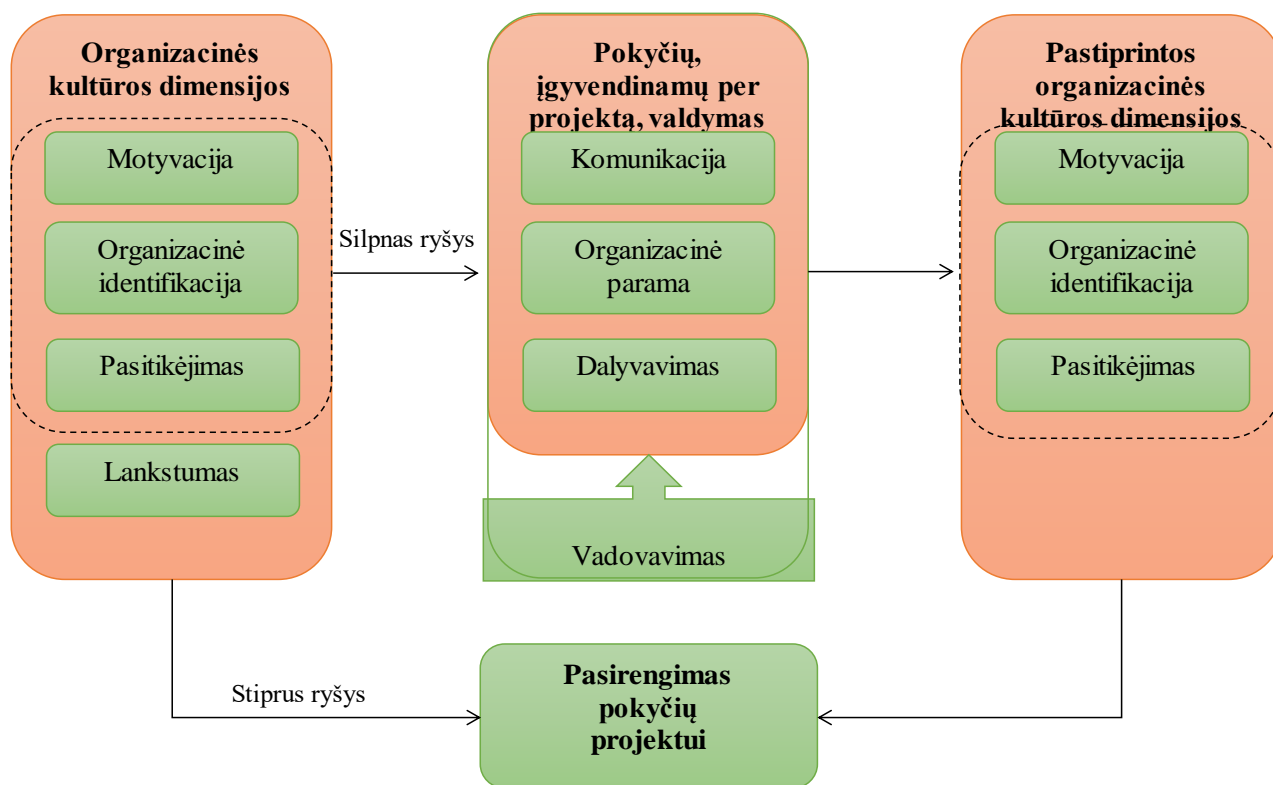 Organizacinės
kultūros dimensijos
Motyvacija
Organizacinė
identifikacija
Pasitikėjimas
Lankstumas
Silpnas ryšys
Pokyčių,
įgyvendinamų per
projektą, valdymas
Komunikacija
Organizacinė
parama
Dalyvavimas
Vadovavimas
Pastiprintos
organizacinės
kultūros dimensijos
Motyvacija
Organizacinė
identifikacija
Pasitikėjimas
Stiprus ryšys
Pasirengimas
pokyčių
projektui